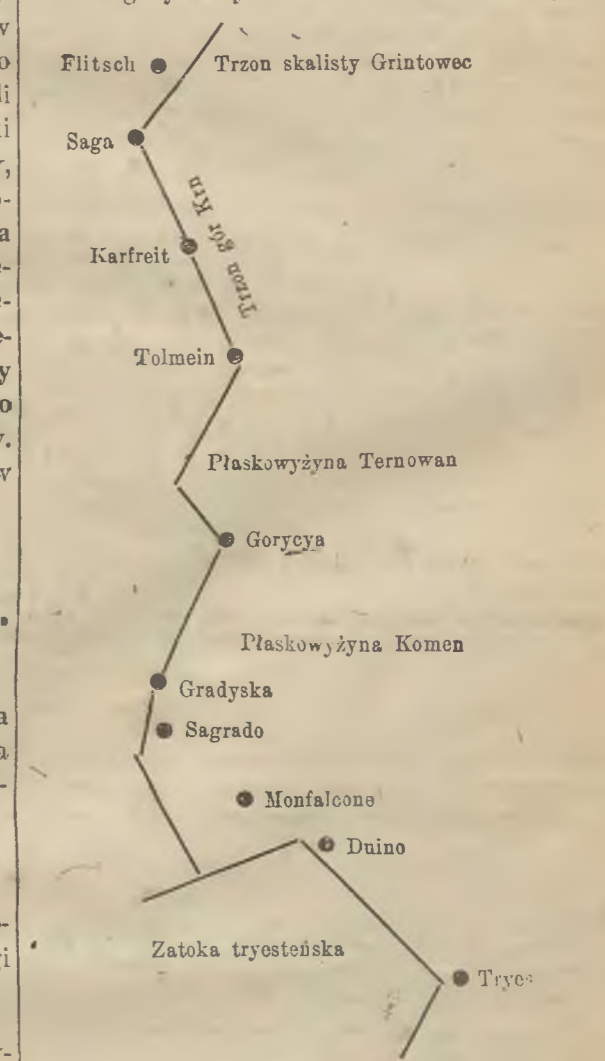 Flitsch
Trzon skalisty Grintowec
Saga
Trzon gór Krn
Karfreit
Tolmein
Płaskowyżyna Ternowan
Gorycya
Płaskowyżyna Komen
Gradyska
Sagrado
Monfalcone
Duino
Zatoka tryesteńska